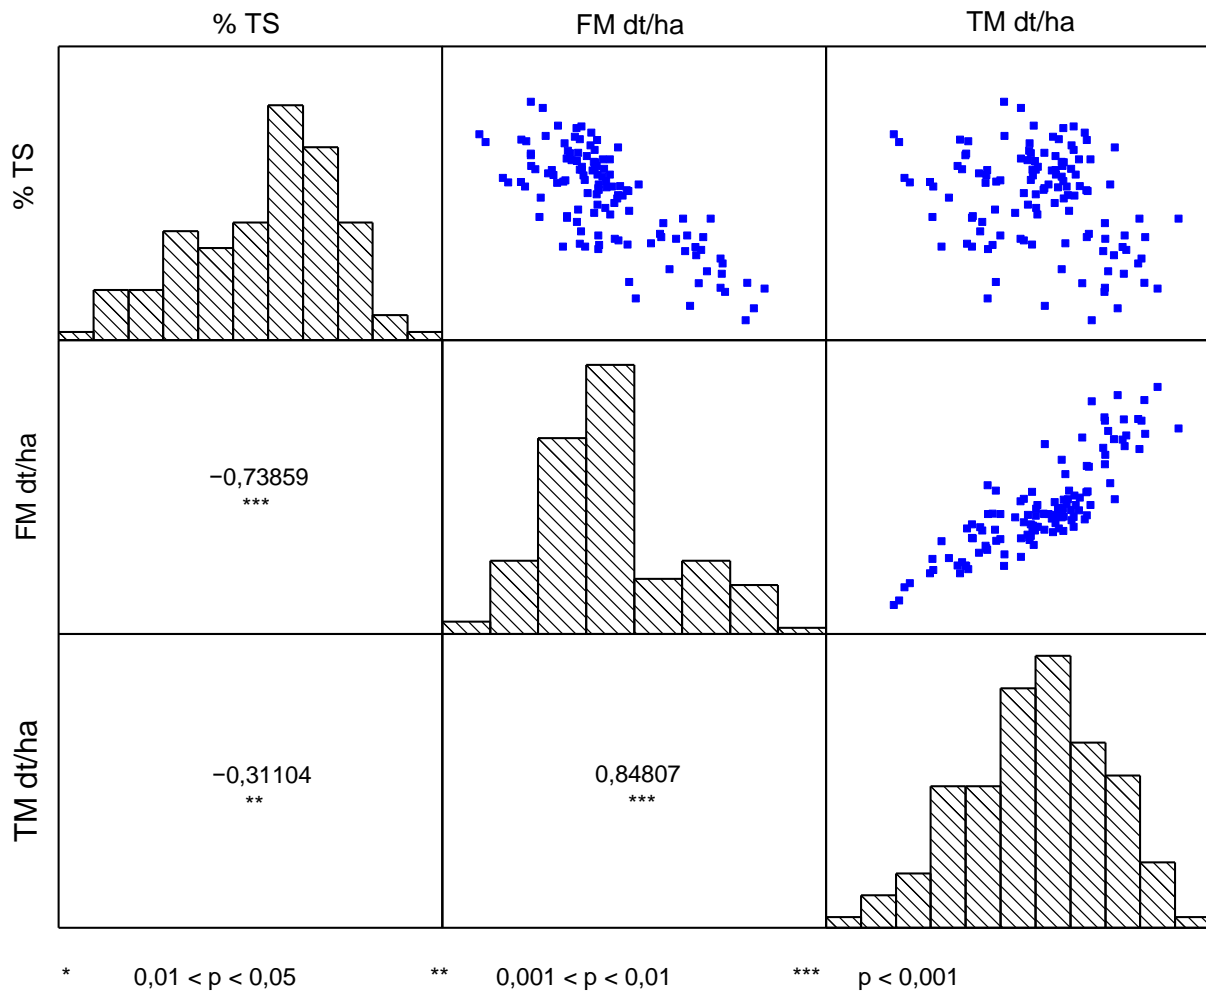 % TS FM dt/ha TM dt/ha
% TS
FM dt/ha
−0,73859
***
TM dt/ha
−0,31104 0,84807
** ***
* 0,01 < p < 0,05 ** 0,001 < p < 0,01 *** p < 0,001